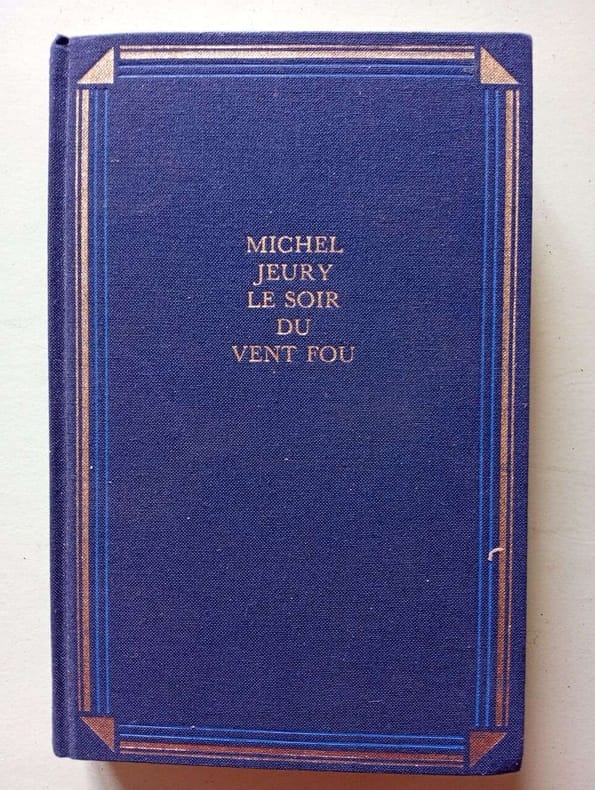 MICHEL
JEURY
LE SOIR
DU
VENT FOU